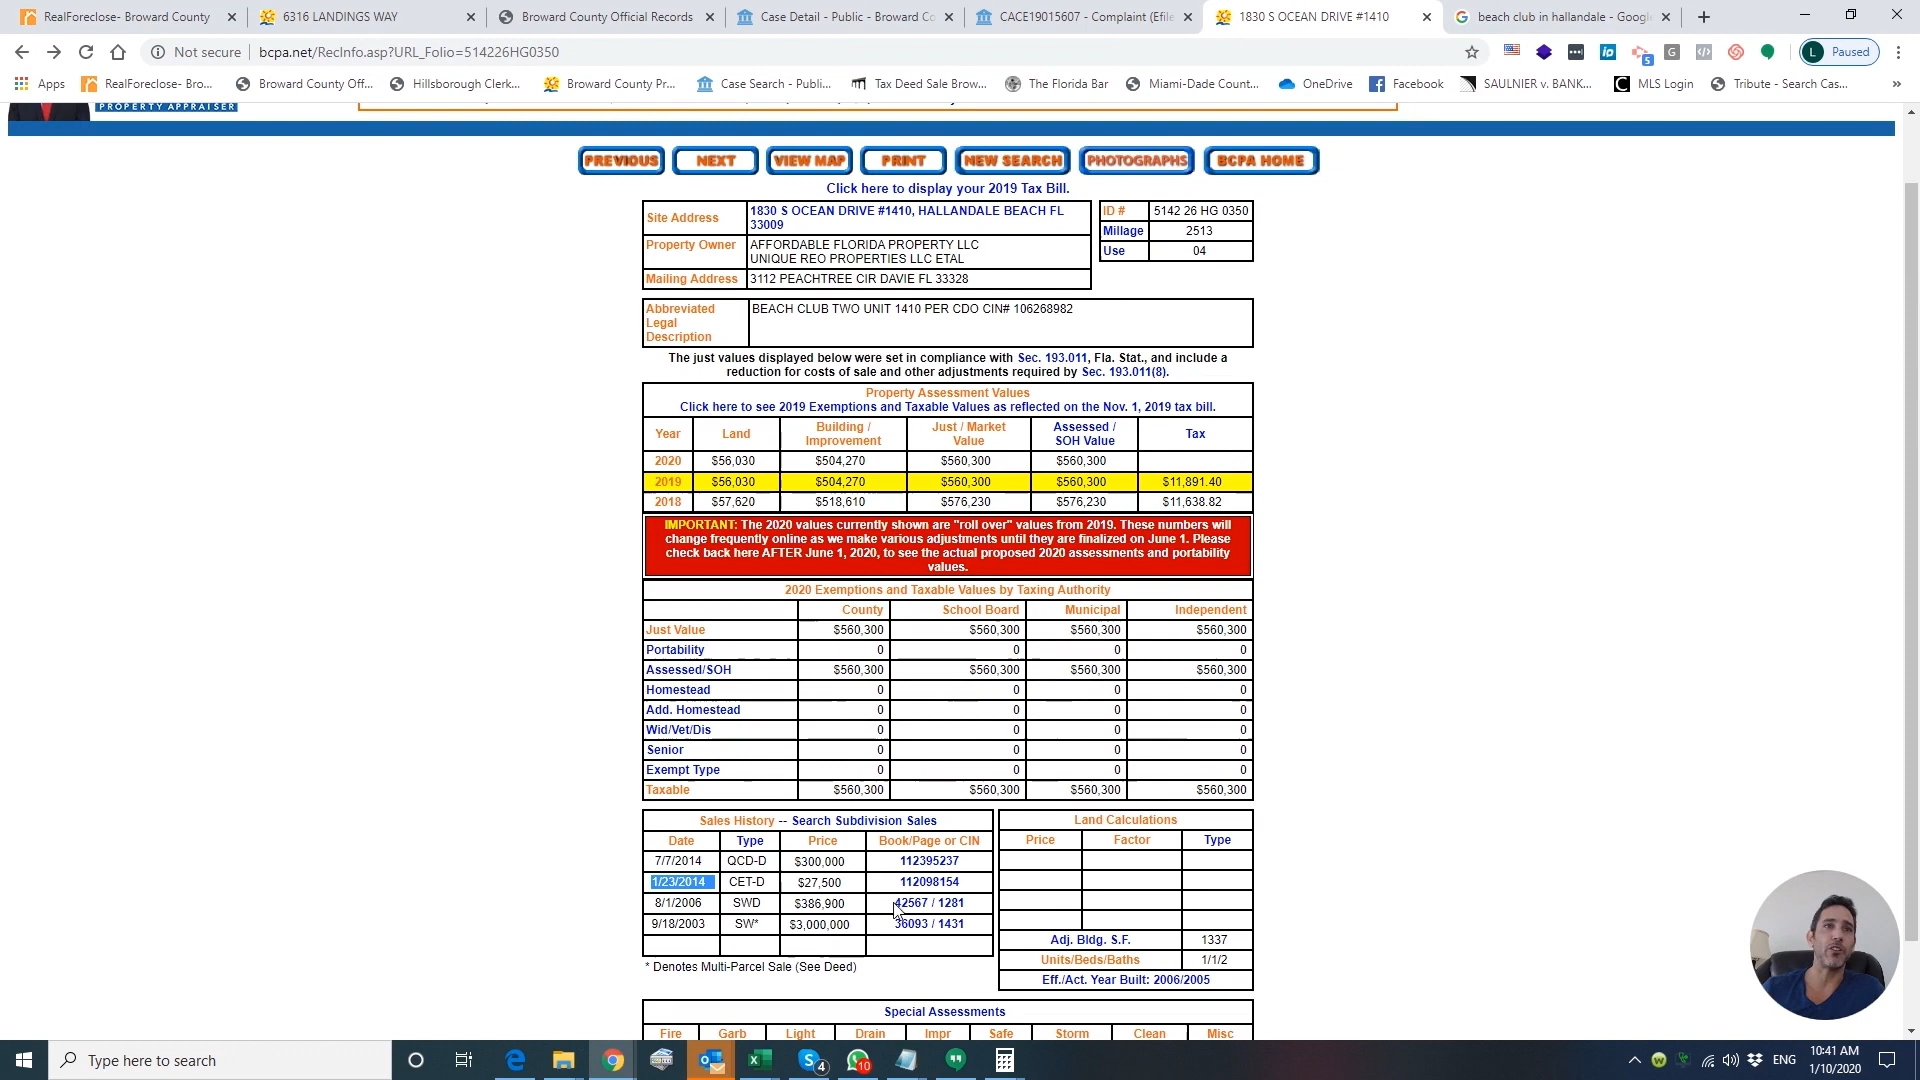 RealForeclose- Broward County
6316 LANDINGS WAY
Broward County Official Records
Case Detail - Public - Broward Co
CACE19015607 - Complaint (Efile
1830 S OCEAN DRIVE #1410
beach club in hallandale - Google
Not secure | bcpa.net/RecInfo.asp?URL_Folio=514226HG0350
5
L Paused
Apps RealForeclose- Bro... Broward County Off... Hillsborough Clerk... Broward County Pr... Case Search - Publi... Tax Deed Sale Brow... The Florida Bar Miami-Dade Count... OneDrive Facebook SAULNIER v. BANK... MLS Login Tribute - Search Cas... »
PROPERTY APPRAISER
PREVIOUS NEXT VIEW MAP PRINT NEW SEARCH PHOTOGRAPHS BCPA HOME
Click here to display your 2019 Tax Bill.
Site Address 1830 S OCEAN DRIVE #1410, HALLANDALE BEACH FL
33009
Property Owner AFFORDABLE FLORIDA PROPERTY LLC
UNIQUE REO PROPERTIES LLC ETAL
Mailing Address 3112 PEACHTREE CIR DAVIE FL 33328
ID # 5142 26 HG 0350
Millage 2513
Use 04
Abbreviated
Legal
Description
BEACH CLUB TWO UNIT 1410 PER CDO CIN# 106268982
The just values displayed below were set in compliance with Sec. 193.011, Fla. Stat., and include a
reduction for costs of sale and other adjustments required by Sec. 193.011(8).
Property Assessment Values
Click here to see 2019 Exemptions and Taxable Values as reflected on the Nov. 1, 2019 tax bill.
Year Land Building / Improvement Just / Market Value Assessed / SOH Value Tax
2020 $56,030 $504,270 $560,300 $560,300
2019 $56,030 $504,270 $560,300 $560,300 $11,891.40
2018 $57,620 $518,610 $576,230 $576,230 $11,638.82
IMPORTANT: The 2020 values currently shown are "roll over" values from 2019. These numbers will
change frequently online as we make various adjustments until they are finalized on June 1. Please
check back here AFTER June 1, 2020, to see the actual proposed 2020 assessments and portability
values.
2020 Exemptions and Taxable Values by Taxing Authority
County School Board Municipal Independent
Just Value $560,300 $560,300 $560,300 $560,300
Portability 0 0 0 0
Assessed/SOH $560,300 $560,300 $560,300 $560,300
Homestead 0 0 0 0
Add. Homestead 0 0 0 0
Wid/Vet/Dis 0 0 0 0
Senior 0 0 0 0
Exempt Type 0 0 0 0
Taxable $560,300 $560,300 $560,300 $560,300
Sales History -- Search Subdivision Sales
Date Type Price Book/Page or CIN
7/7/2014 QCD-D $300,000 112395237
1/23/2014 CET-D $27,500 112098154
8/1/2006 SWD $386,900 42567 / 1281
9/18/2003 SW* $3,000,000 36093 / 1431
* Denotes Multi-Parcel Sale (See Deed)
Land Calculations
Price Factor Type
Adj. Bldg. S.F. 1337
Units/Beds/Baths 1/1/2
Eff./Act. Year Built: 2006/2005
Special Assessments
Fire Garb Light Drain Impr Safe Storm Clean Misc
Type here to search
4
10
ENG
10:41 AM
1/10/2020